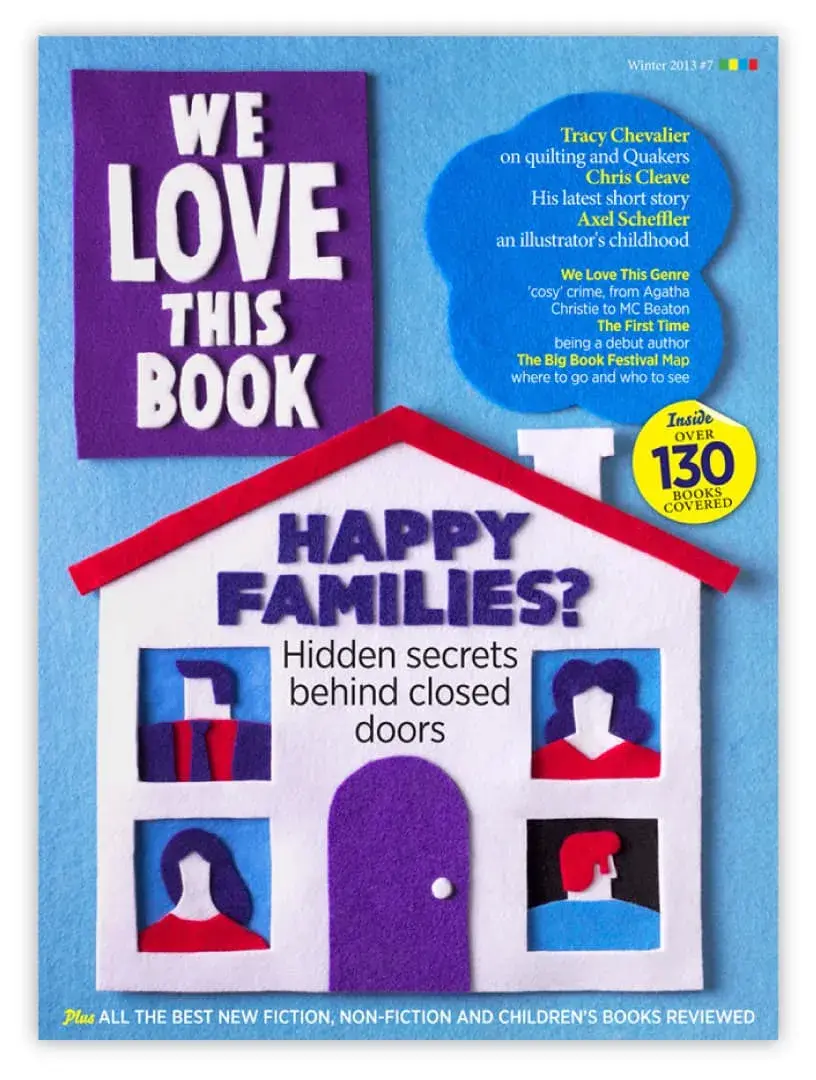 Winter 2013 #7
WE
LOVE
THIS
BOOK
Tracy Chevalier
on quilting and Quakers
Chris Cleave
His latest short story
Axel Scheffler
an illustrator's childhood
We Love This Genre
'cosy' crime, from Agatha
Christie to MC Beaton
The First Time
being a debut author
The Big Book Festival Map
where to go and who to see
Inside
OVER
130
BOOKS
COVERED
HAPPY
FAMILIES?
Hidden secrets
behind closed
doors
Plus ALL THE BEST NEW FICTION, NON-FICTION AND CHILDREN'S BOOKS REVIEWED